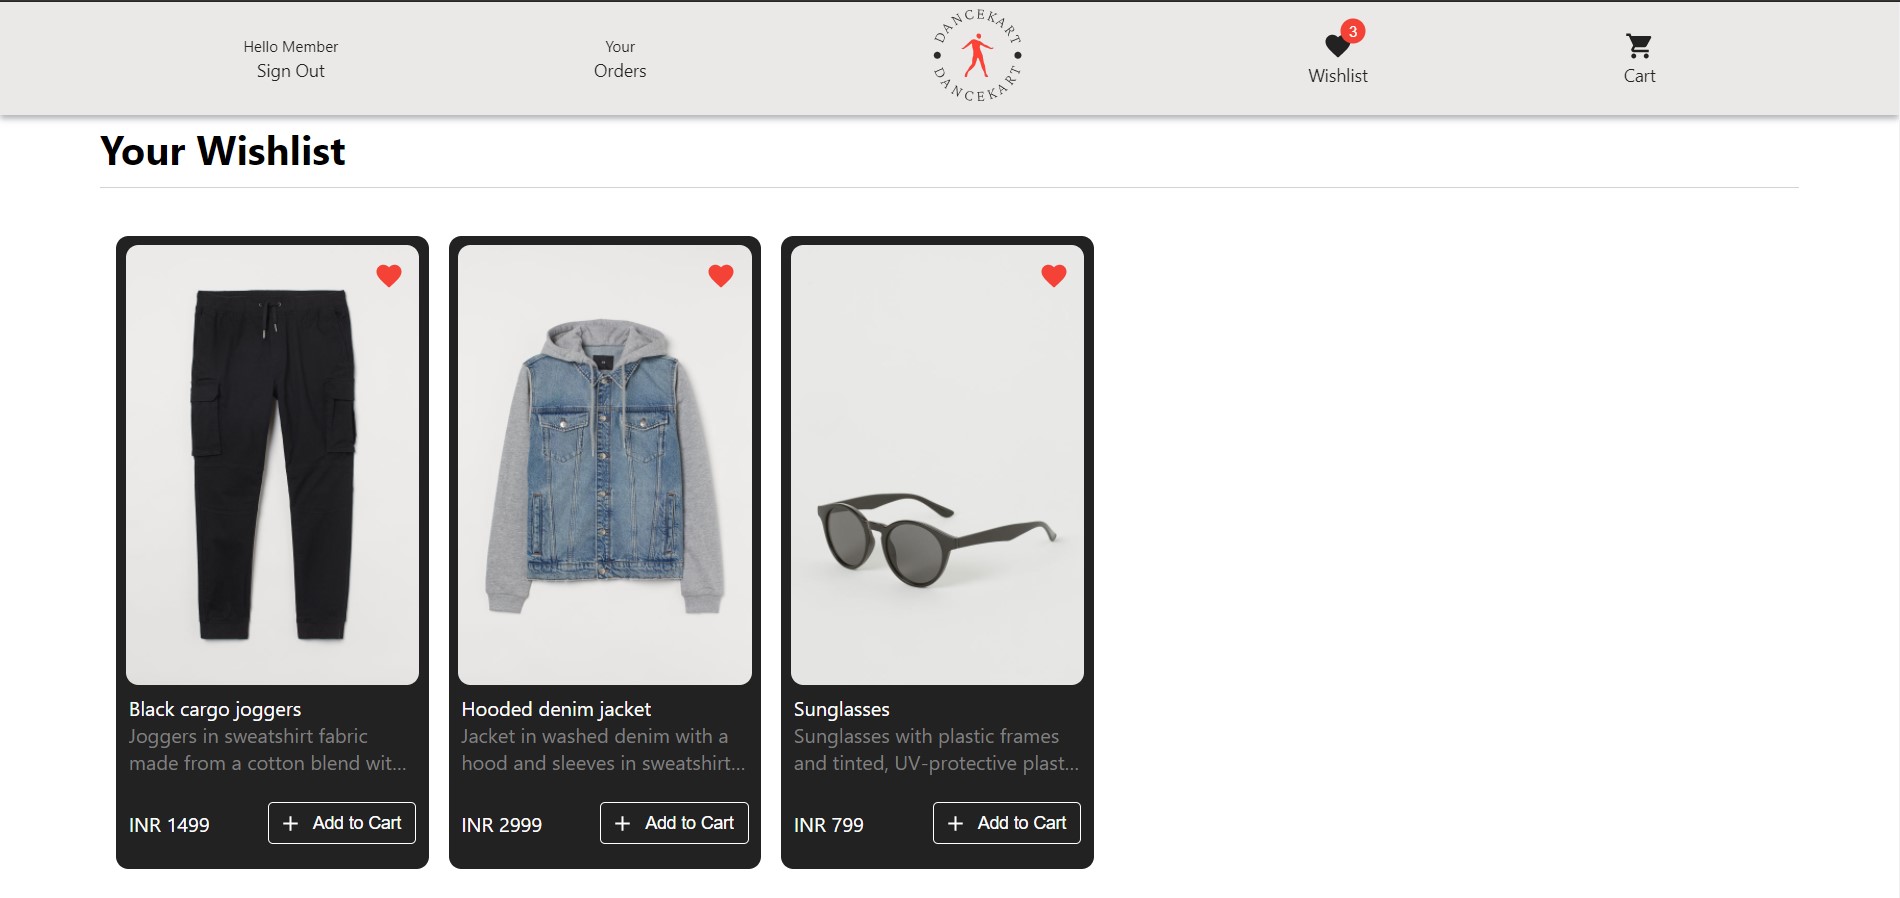 Hello Member
Sign Out
Your
Orders
DANCEKART
DANCEKART
3
Wishlist
Cart
Your Wishlist
Black cargo joggers
Joggers in sweatshirt fabric
made from a cotton blend wit...
INR 1499
+ Add to Cart
Hooded denim jacket
Jacket in washed denim with a
hood and sleeves in sweatshirt...
INR 2999
+ Add to Cart
Sunglasses
Sunglasses with plastic frames
and tinted, UV-protective plast...
INR 799
+ Add to Cart